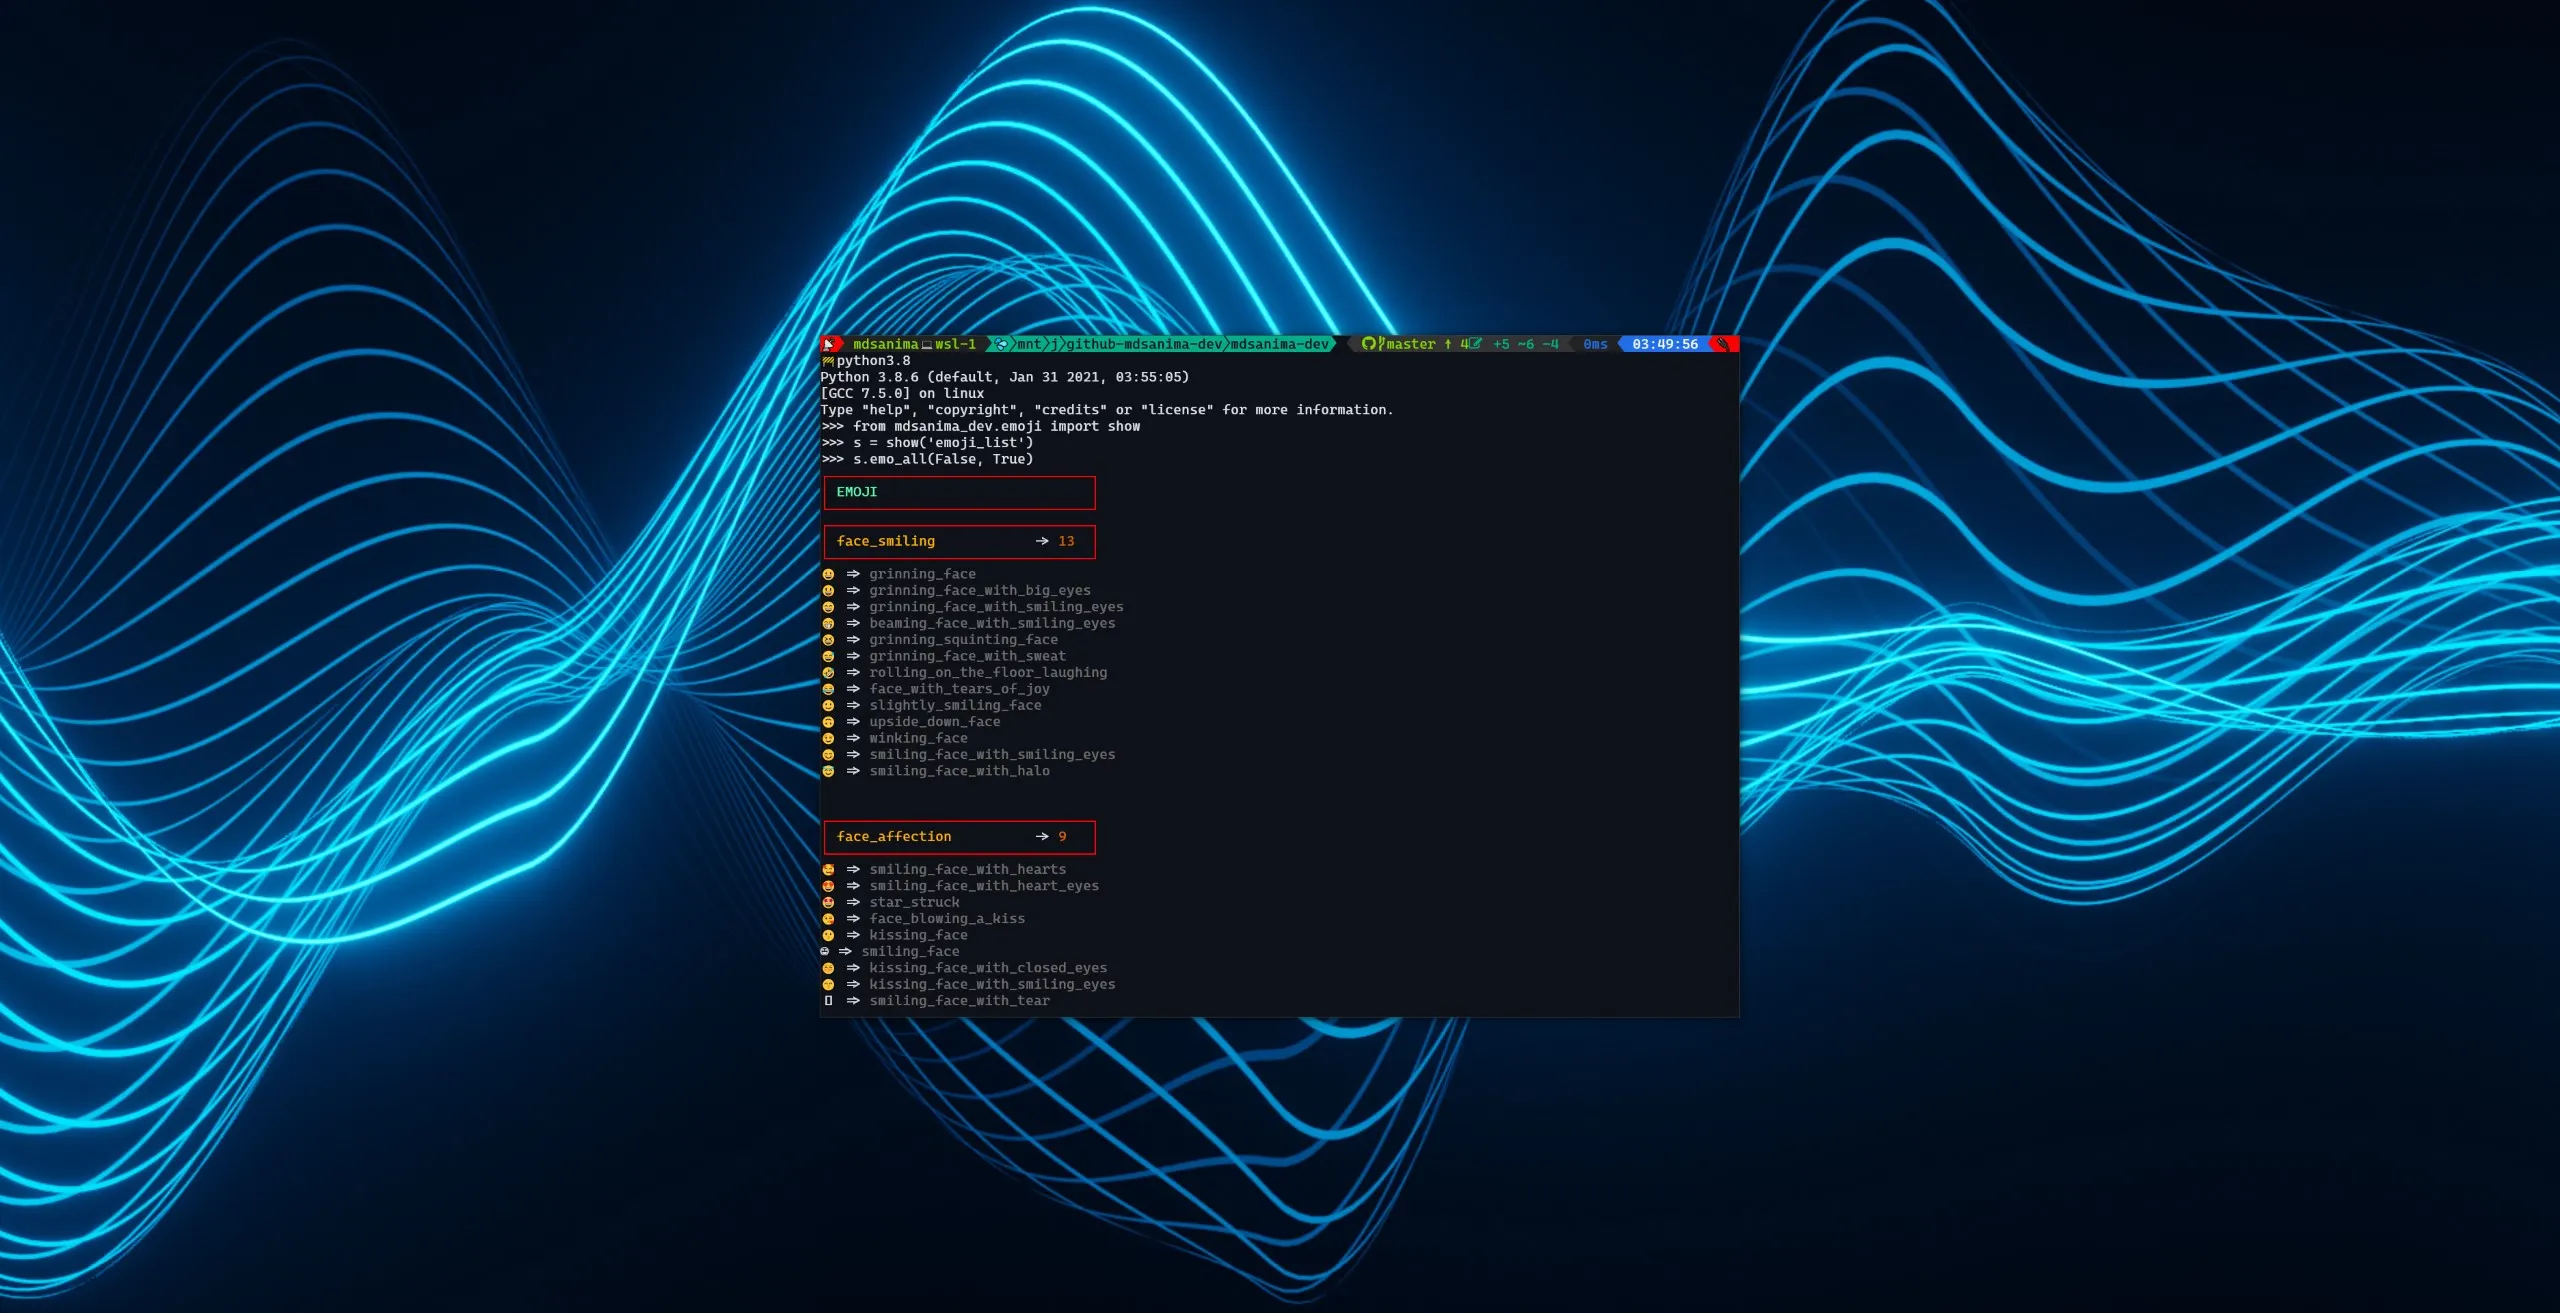 mdsanima💻wsl-1 mnt⟩j⟩github-mdsanima-dev⟩mdsanima-dev master ↑ 4 +5 ~6 -4 0ms 03:49:56
🚧python3.8
Python 3.8.6 (default, Jan 31 2021, 03:55:05)
[GCC 7.5.0] on linux
Type "help", "copyright", "credits" or "license" for more information.
>>> from mdsanima_dev.emoji import show
>>> s = show('emoji_list')
>>> s.emo_all(False, True)
EMOJI
face_smiling → 13
😀 ⇒ grinning_face
😃 ⇒ grinning_face_with_big_eyes
😄 ⇒ grinning_face_with_smiling_eyes
😁 ⇒ beaming_face_with_smiling_eyes
😆 ⇒ grinning_squinting_face
😅 ⇒ grinning_face_with_sweat
🤣 ⇒ rolling_on_the_floor_laughing
😂 ⇒ face_with_tears_of_joy
🙂 ⇒ slightly_smiling_face
🙃 ⇒ upside_down_face
😉 ⇒ winking_face
😊 ⇒ smiling_face_with_smiling_eyes
😇 ⇒ smiling_face_with_halo
face_affection → 9
🥰 ⇒ smiling_face_with_hearts
😍 ⇒ smiling_face_with_heart_eyes
🤩 ⇒ star_struck
😘 ⇒ face_blowing_a_kiss
😗 ⇒ kissing_face
☺ ⇒ smiling_face
😚 ⇒ kissing_face_with_closed_eyes
😙 ⇒ kissing_face_with_smiling_eyes
▯ ⇒ smiling_face_with_tear